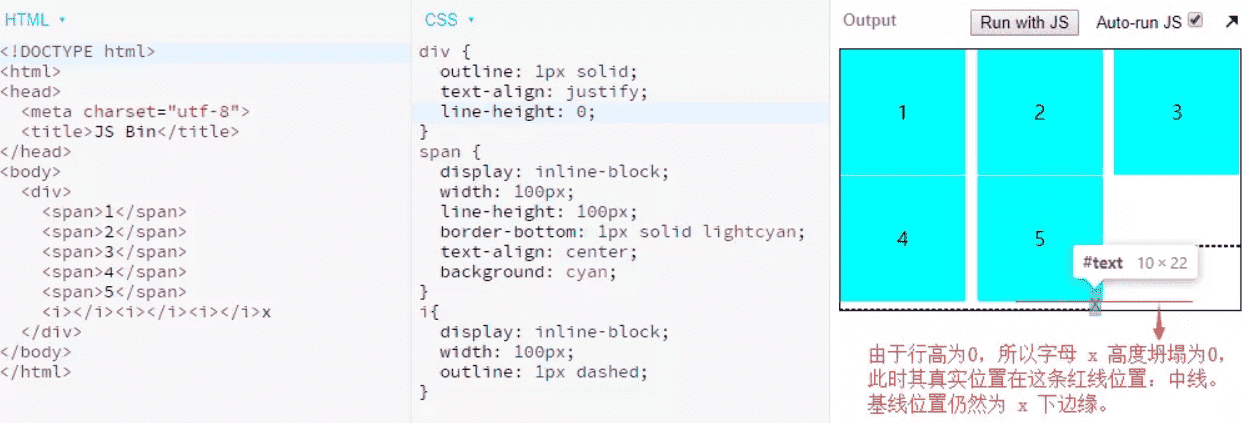 HTML
<!DOCTYPE html>
<html>
<head>
<meta charset="utf-8">
<title>JS Bin</title>
</head>
<body>
<div>
<span>1</span>
<span>2</span>
<span>3</span>
<span>4</span>
<span>5</span>
<i></i><i></i><i></i>x
</div>
</body>
</html>
CSS
div {
outline: 1px solid;
text-align: justify;
line-height: 0;
}
span {
display: inline-block;
width: 100px;
line-height: 100px;
border-bottom: 1px solid lightcyan;
text-align: center;
background: cyan;
}
i{
display: inline-block;
width: 100px;
outline: 1px dashed;
}
Output Run with JS Auto-run JS
1 2 3
4 5
#text 10 × 22
x
由于行高为0，所以字母 x 高度坍塌为0，
此时其真实位置在这条红线位置：中线。
基线位置仍然为 x 下边缘。